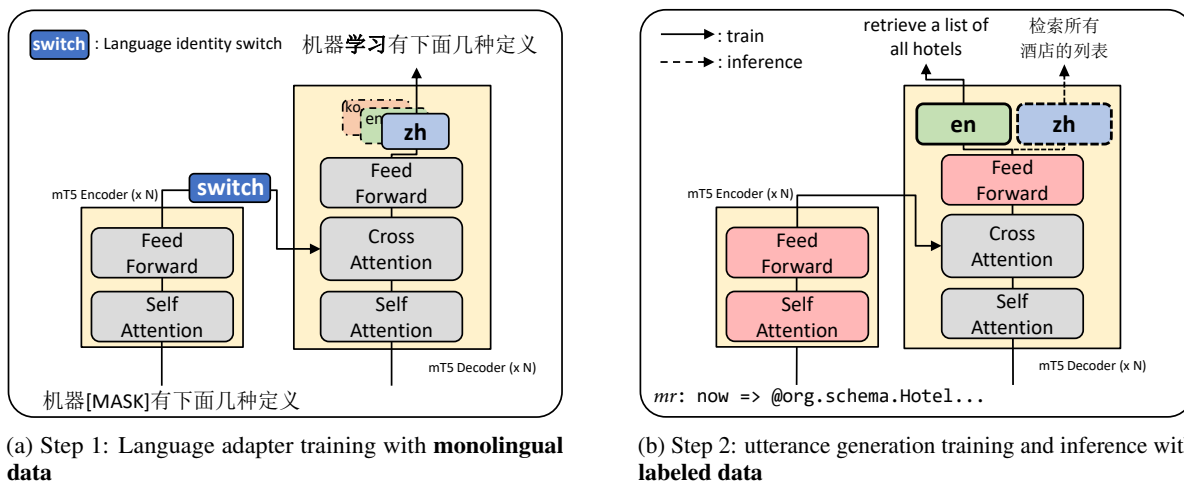 switch : Language identity switch
机器学习有下面几种定义
ko
en
zh
switch
mT5 Encoder (x N)
Feed
Forward
Self
Attention
Feed
Forward
Cross
Attention
Self
Attention
mT5 Decoder (x N)
机器[MASK]有下面几种定义
(a) Step 1: Language adapter training with monolingual
data
: train
: inference
retrieve a list of
all hotels
检索所有
酒店的列表
en
zh
Feed
Forward
mT5 Encoder (x N)
Feed
Forward
Self
Attention
Cross
Attention
Self
Attention
mT5 Decoder (x N)
mr: now => @org.schema.Hotel...
(b) Step 2: utterance generation training and inference wit
labeled data